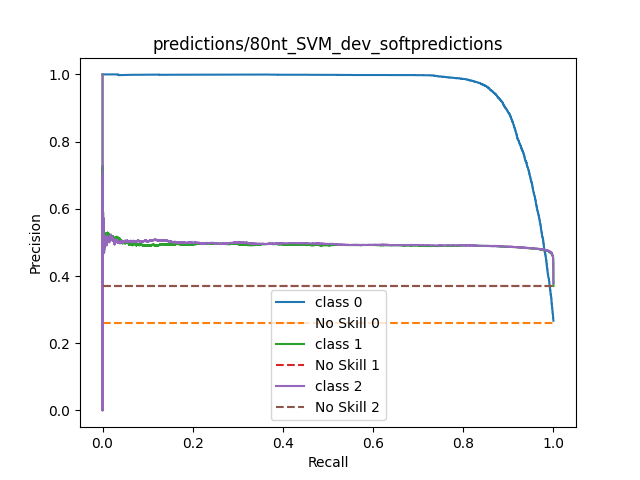 predictions/80nt_SVM_dev_softpredictions
1.0
0.8
0.6
0.4
0.2
0.0
Precision
class 0
No Skill 0
class 1
No Skill 1
class 2
No Skill 2
0.0 0.2 0.4 0.6 0.8 1.0
Recall